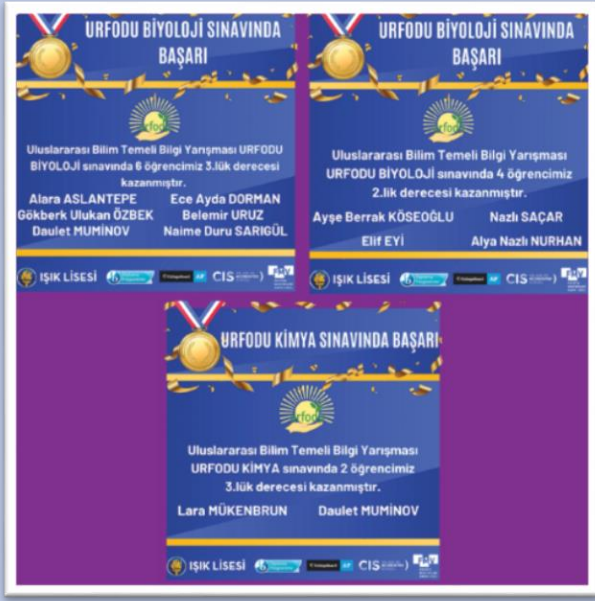 URFODU BİYOLOJİ SINAVINDA
BAŞARI
Uluslararası Bilim Temeli Bilgi Yarışması URFODU
BİYOLOJİ sınavında 6 öğrencimiz 3.lük derecesi
kazanmıştır.
Alara ASLANTEPE Ece Ayda DORMAN
Gökberk Ulukan ÖZBEK Belemir URUZ
Daulet MUMİNOV Naime Duru SARIGÜL
IŞIK LİSESİ
CIS
URFODU BİYOLOJİ SINAVINDA
BAŞARI
Uluslararası Bilim Temeli Bilgi Yarışması
URFODU BİYOLOJİ sınavında 4 öğrencimiz
2.lik derecesi kazanmıştır.
Ayşe Berrak KÖSEOĞLU Nazlı SAÇAR
Elif EYİ Alya Nazlı NURHAN
IŞIK LİSESİ
CIS
URFODU KİMYA SINAVINDA BAŞARI
Uluslararası Bilim Temeli Bilgi Yarışması
URFODU KİMYA sınavında 2 öğrencimiz
3.lük derecesi kazanmıştır.
Lara MÜKENBRUN Daulet MUMİNOV
IŞIK LİSESİ
CIS